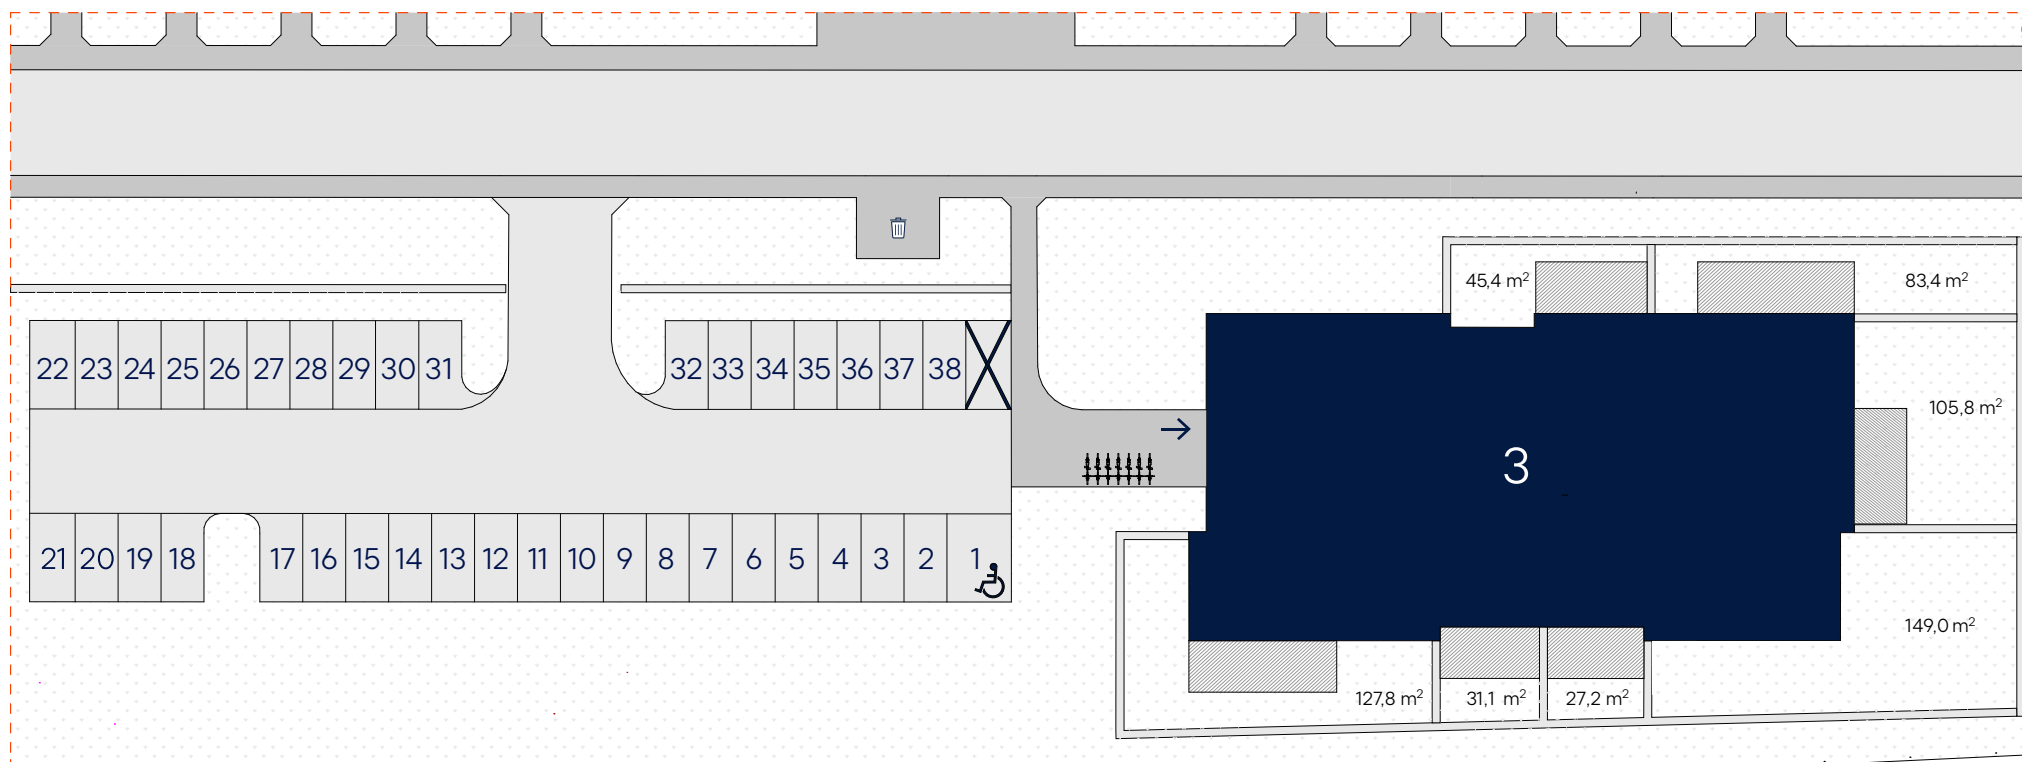 45,4 m²
83,4 m²
22 23 24 25 26 27 28 29 30 31 32 33 34 35 36 37 38
105,8 m²
3
21 20 19 18 17 16 15 14 13 12 11 10 9 8 7 6 5 4 3 2 1
149,0 m²
127,8 m² 31,1 m² 27,2 m²